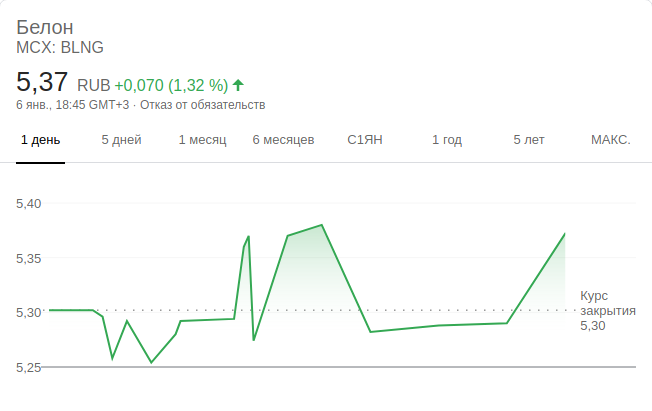 Белон
MCX: BLNG
5,37 RUB +0,070 (1,32 %)
6 янв., 18:45 GMT+3 · Отказ от обязательств
1 день 5 дней 1 месяц 6 месяцев С1ЯН 1 год 5 лет МАКС.
5,40
5,35
5,30
5,25
Курс
закрытия
5,30